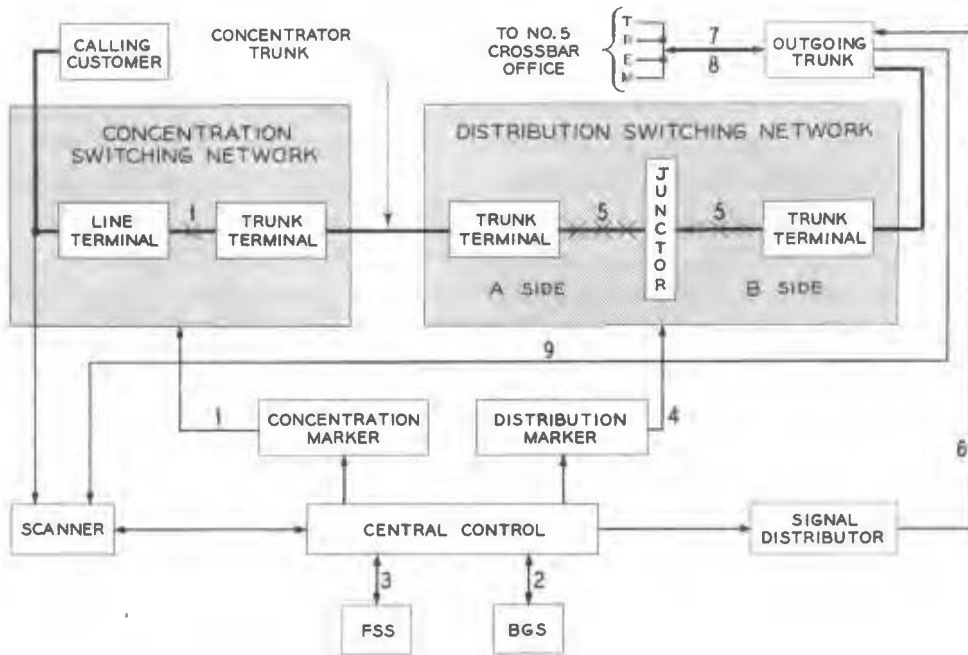 CALLING
CUSTOMER
CONCENTRATOR
TRUNK
TO NO. 5
CROSSBAR
OFFICE
T
R
E
M
7
8
OUTGOING
TRUNK
CONCENTRATION
SWITCHING NETWORK
DISTRIBUTION SWITCHING NETWORK
LINE
TERMINAL
1
TRUNK
TERMINAL
TRUNK
TERMINAL
5
JUNCTOR
5
TRUNK
TERMINAL
A SIDE
B SIDE
9
1
CONCENTRATION
MARKER
DISTRIBUTION
MARKER
4
6
SCANNER
CENTRAL CONTROL
SIGNAL
DISTRIBUTOR
3
2
FSS
BGS